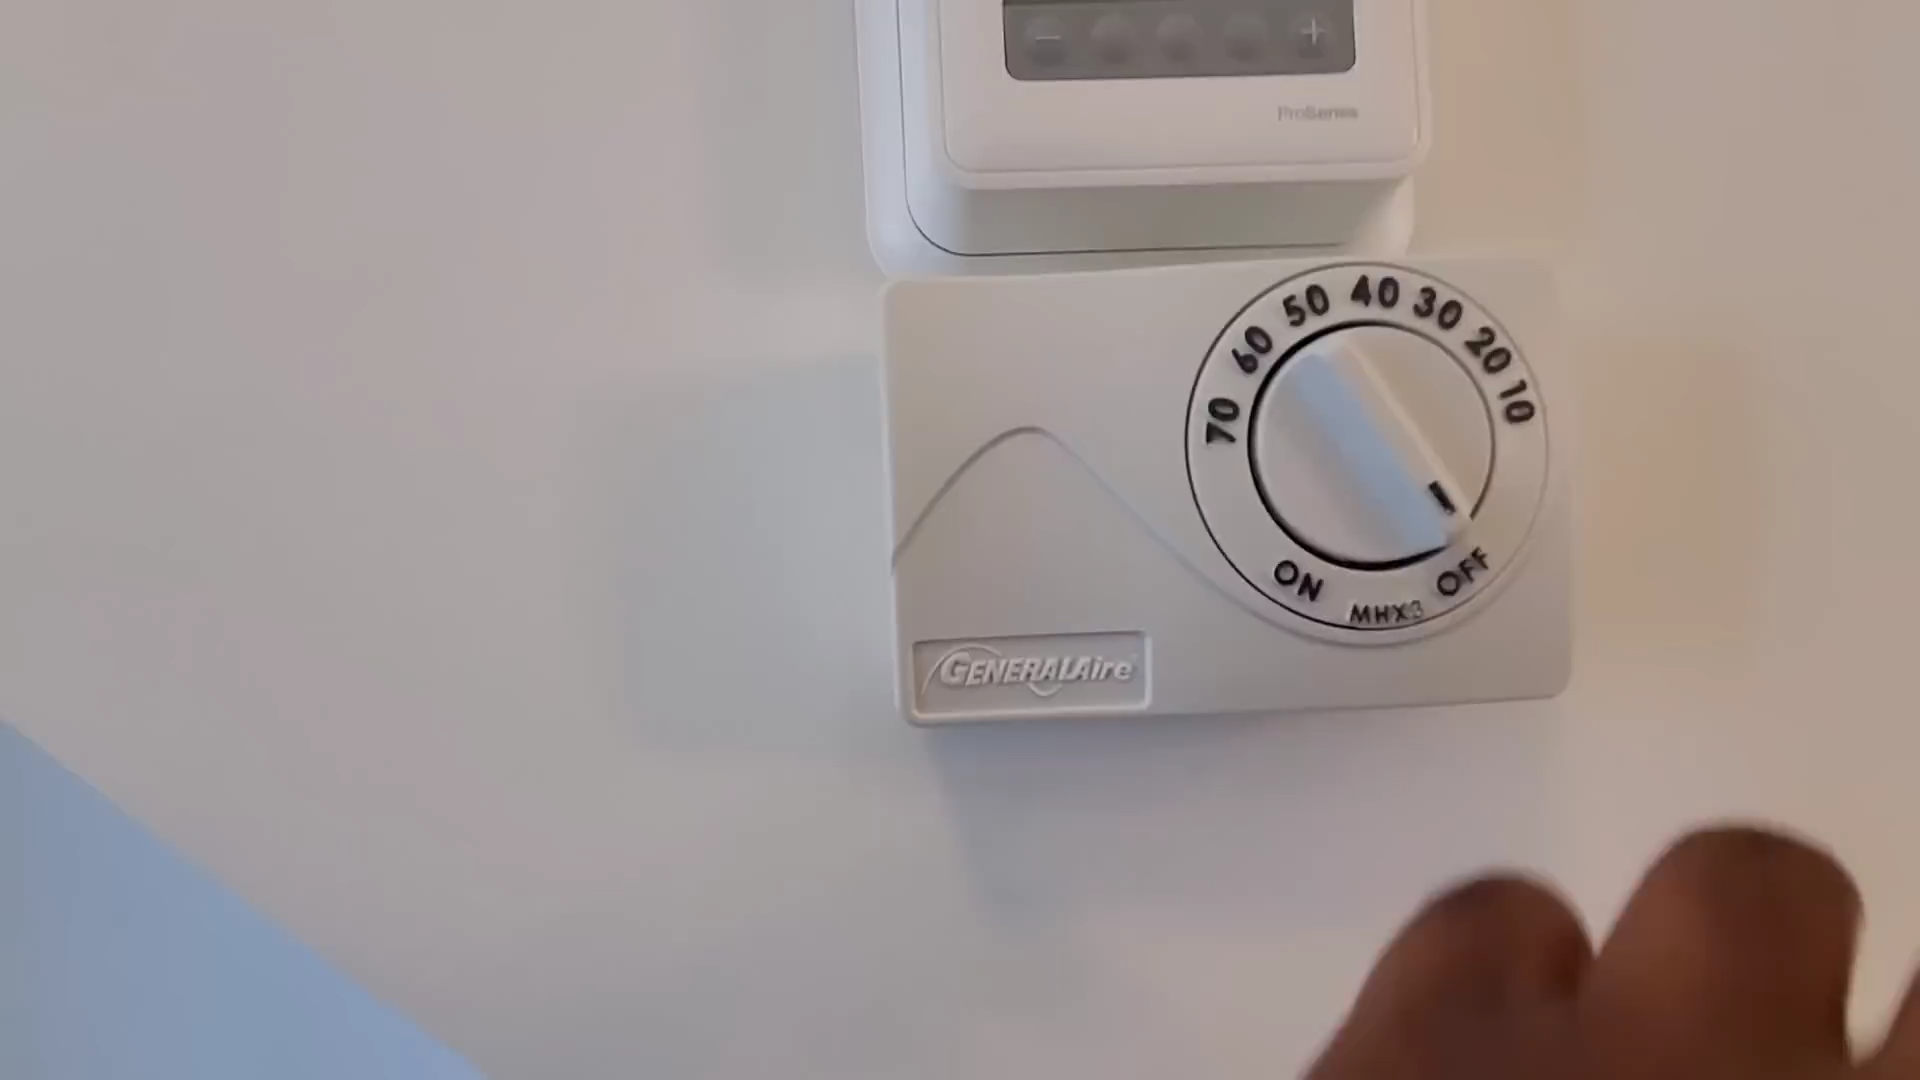 − +
ProSeries
70 60 50 40 30 20 10
ON OFF
MHX3
GENERALAire